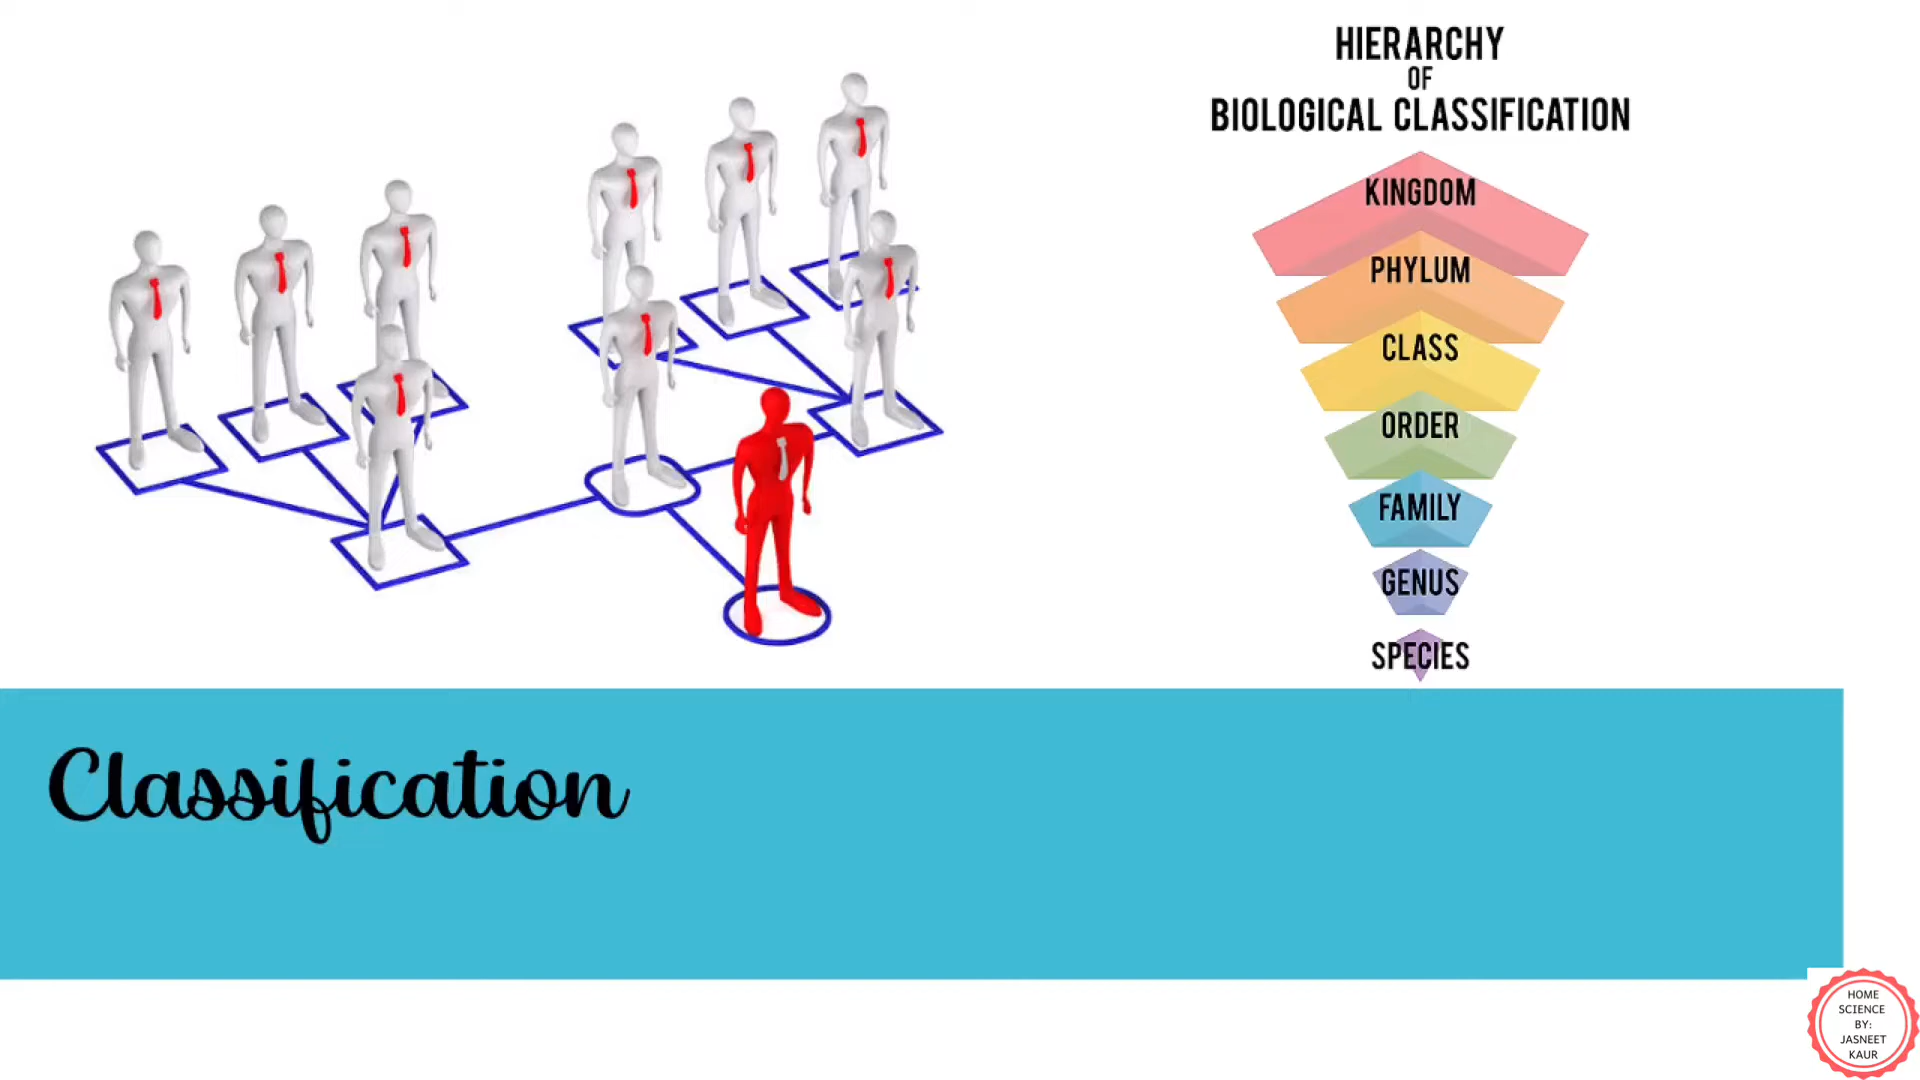 HIERARCHY
OF
BIOLOGICAL CLASSIFICATION
KINGDOM
PHYLUM
CLASS
ORDER
FAMILY
GENUS
SPECIES
Classification
HOME
SCIENCE
BY:
JASNEET
KAUR